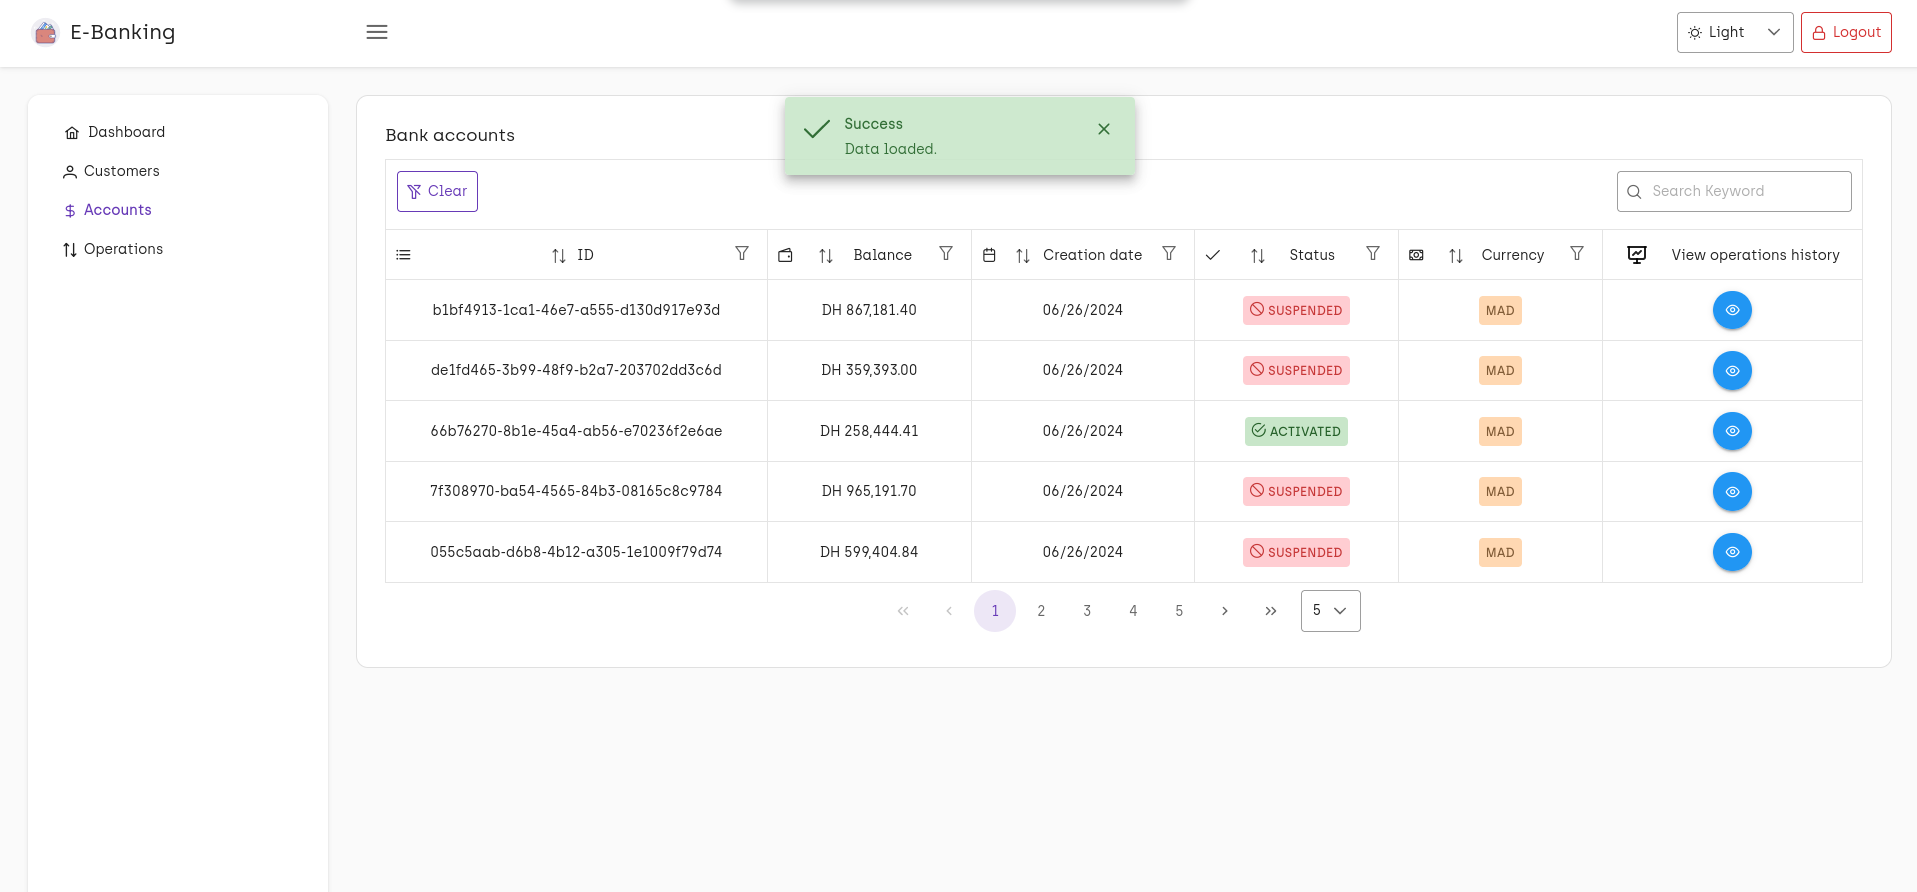 E-Banking
Light
Logout
Dashboard
Customers
Accounts
Operations
Bank accounts
Success
Data loaded.
Clear
Search Keyword
ID Balance Creation date Status Currency View operations history
b1bf4913-1ca1-46e7-a555-d130d917e93d DH 867,181.40 06/26/2024 SUSPENDED MAD
de1fd465-3b99-48f9-b2a7-203702dd3c6d DH 359,393.00 06/26/2024 SUSPENDED MAD
66b76270-8b1e-45a4-ab56-e70236f2e6ae DH 258,444.41 06/26/2024 ACTIVATED MAD
7f308970-ba54-4565-84b3-08165c8c9784 DH 965,191.70 06/26/2024 SUSPENDED MAD
055c5aab-d6b8-4b12-a305-1e1009f79d74 DH 599,404.84 06/26/2024 SUSPENDED MAD
1 2 3 4 5 5